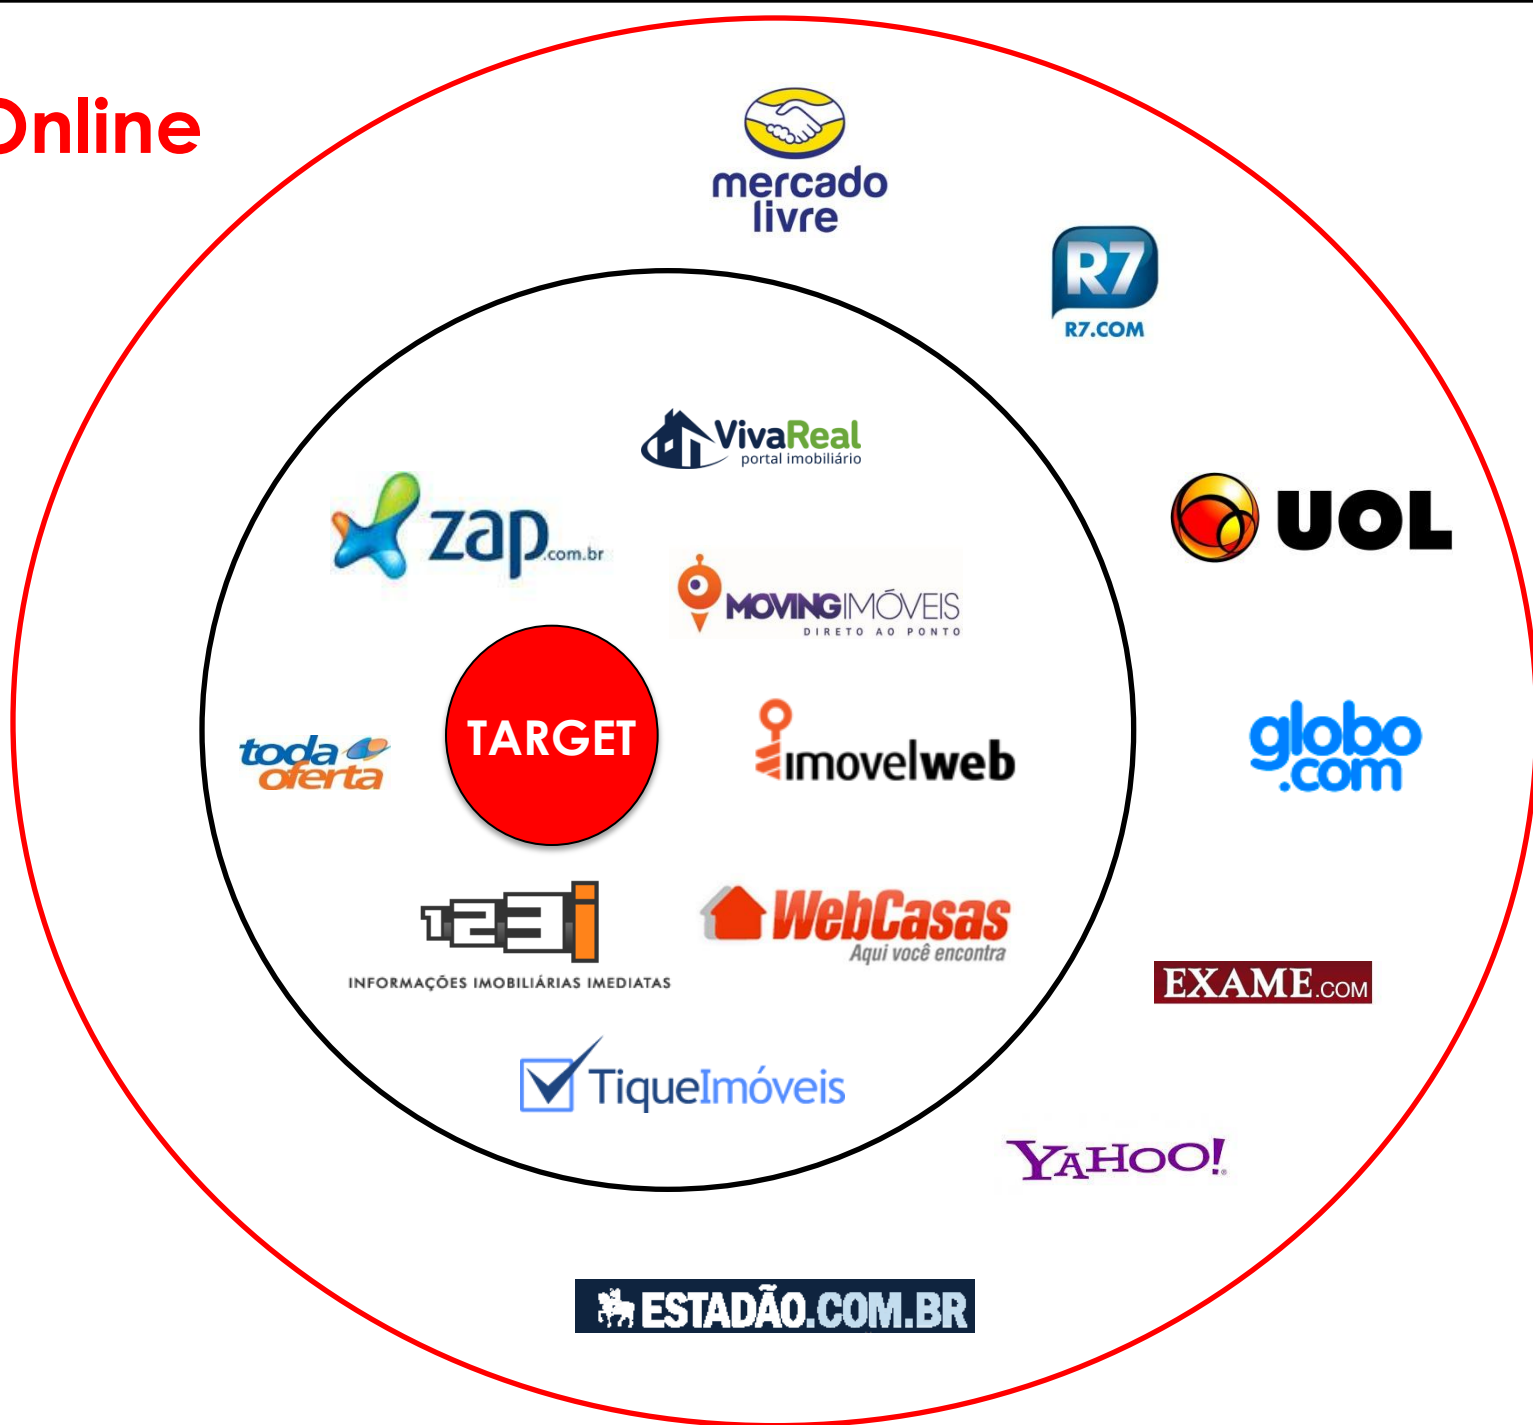 Online
mercado
livre
R7
R7.COM
VivaReal
portal imobiliário
zap.com.br
UOL
MOVINGIMÓVEIS
DIRETO AO PONTO
TARGET
toda
oferta
imovelweb
globo
.com
123i
INFORMAÇÕES IMOBILIÁRIAS IMEDIATAS
WebCasas
Aqui você encontra
EXAME.COM
TiqueImóveis
YAHOO!
ESTADÃO.COM.BR